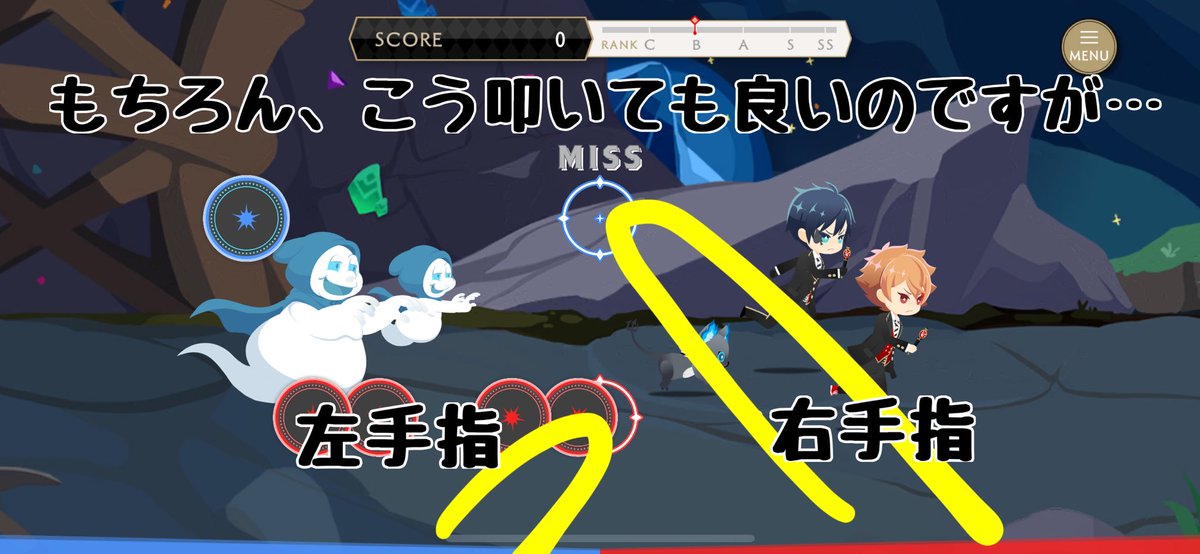 SCORE 0
RANK C B A S SS
MENU
もちろん、こう叩いても良いのですが…
MISS
左手指
右手指